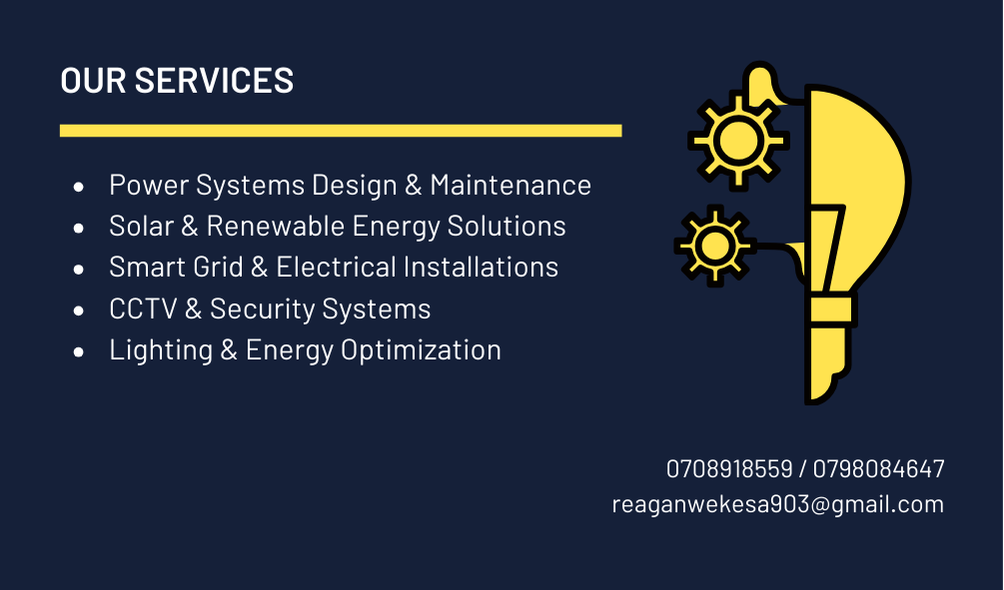 OUR SERVICES
• Power Systems Design & Maintenance
• Solar & Renewable Energy Solutions
• Smart Grid & Electrical Installations
• CCTV & Security Systems
• Lighting & Energy Optimization
0708918559 / 0798084647
reaganwekesa903@gmail.com